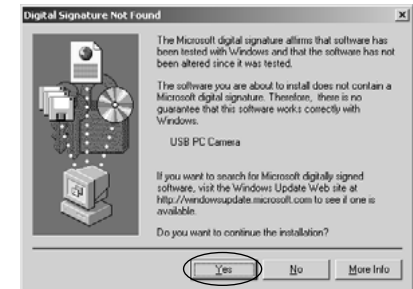 Digital Signature Not Found
The Microsoft digital signature affirms that software has
been tested with Windows and that the software has not
been altered since it was tested.
The software you are about to install does not contain a
Microsoft digital signature. Therefore, there is no
guarantee that this software works correctly with
Windows.
USB PC Camera
If you want to search for Microsoft digitally signed
software, visit the Windows Update Web site at
http://windowsupdate.microsoft.com to see if one is
available.
Do you want to continue the installation?
Yes No More Info